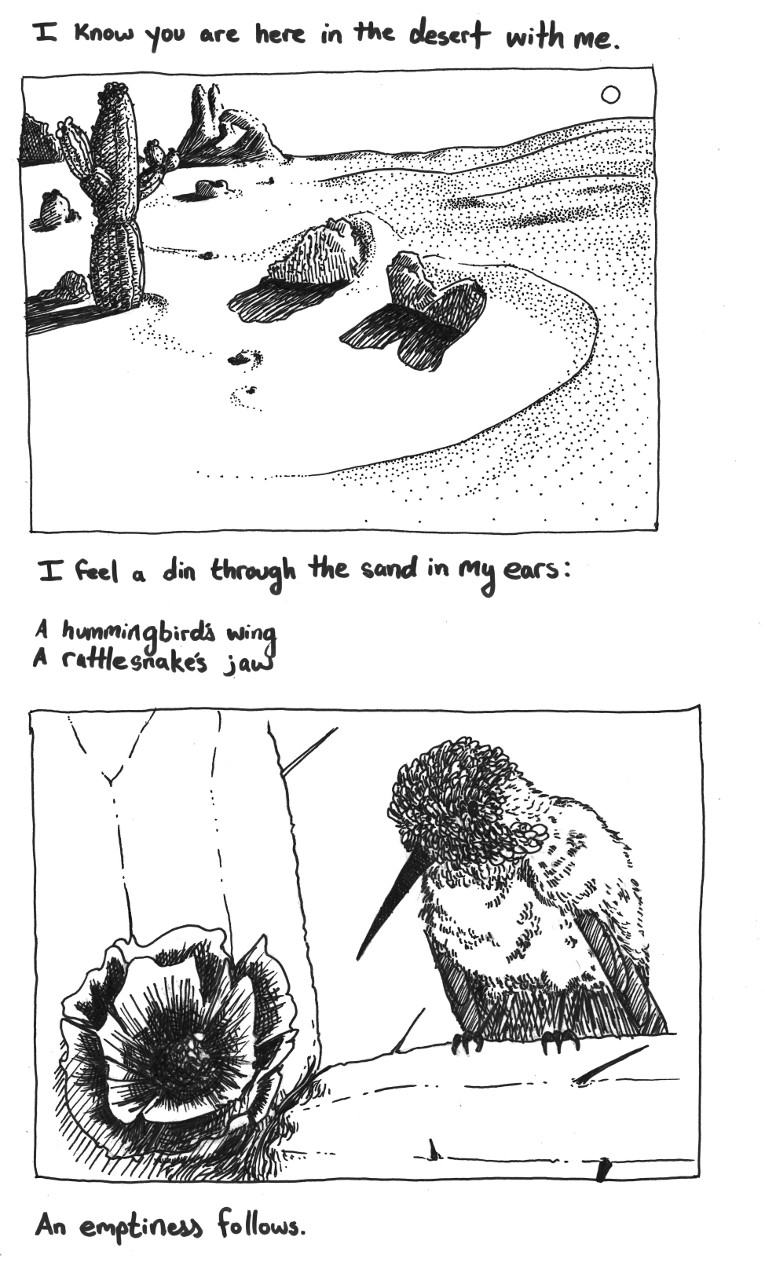 I know you are here in the desert with me.
I feel a din through the sand in my ears:
A hummingbird's wing
A rattlesnake's jaw
An emptiness follows.